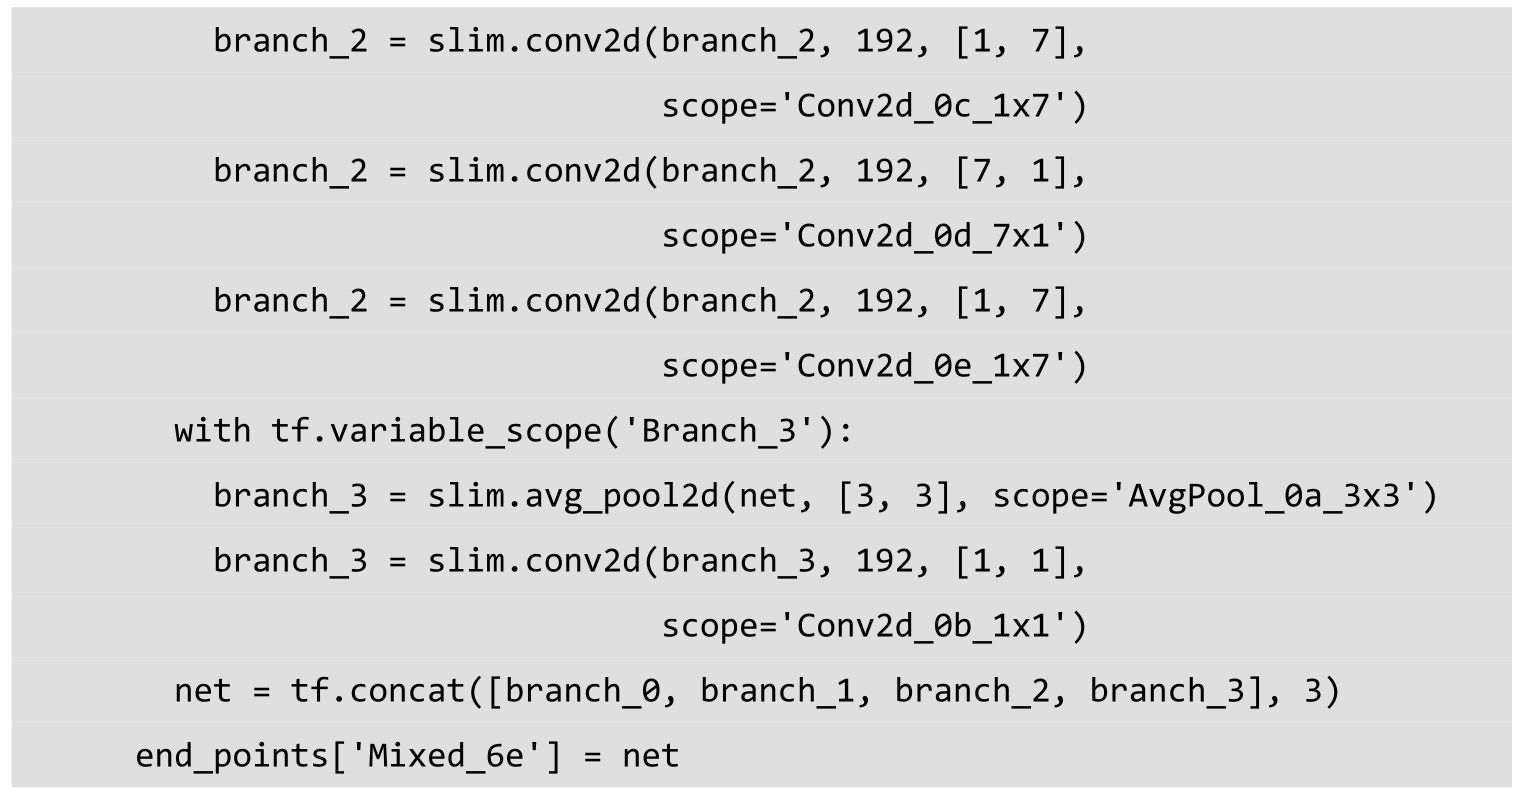 branch_2 = slim.conv2d(branch_2, 192, [1, 7],
scope='Conv2d_0c_1x7')
branch_2 = slim.conv2d(branch_2, 192, [7, 1],
scope='Conv2d_0d_7x1')
branch_2 = slim.conv2d(branch_2, 192, [1, 7],
scope='Conv2d_0e_1x7')
with tf.variable_scope('Branch_3'):
branch_3 = slim.avg_pool2d(net, [3, 3], scope='AvgPool_0a_3x3')
branch_3 = slim.conv2d(branch_3, 192, [1, 1],
scope='Conv2d_0b_1x1')
net = tf.concat([branch_0, branch_1, branch_2, branch_3], 3)
end_points['Mixed_6e'] = net